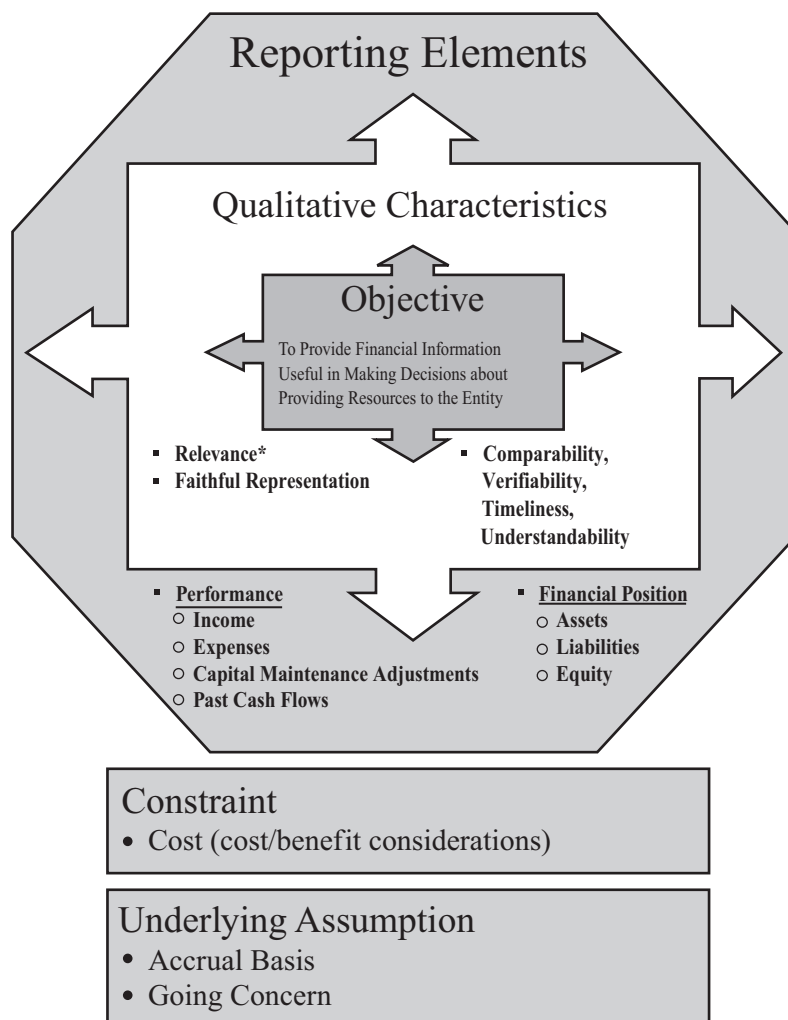 Reporting Elements
Qualitative Characteristics
Objective
To Provide Financial Information
Useful in Making Decisions about
Providing Resources to the Entity
▪ Relevance*
▪ Faithful Representation
▪ Comparability,
Verifiability,
Timeliness,
Understandability
▪ Performance
○ Income
○ Expenses
○ Capital Maintenance Adjustments
○ Past Cash Flows
▪ Financial Position
○ Assets
○ Liabilities
○ Equity
Constraint
• Cost (cost/benefit considerations)
Underlying Assumption
• Accrual Basis
• Going Concern